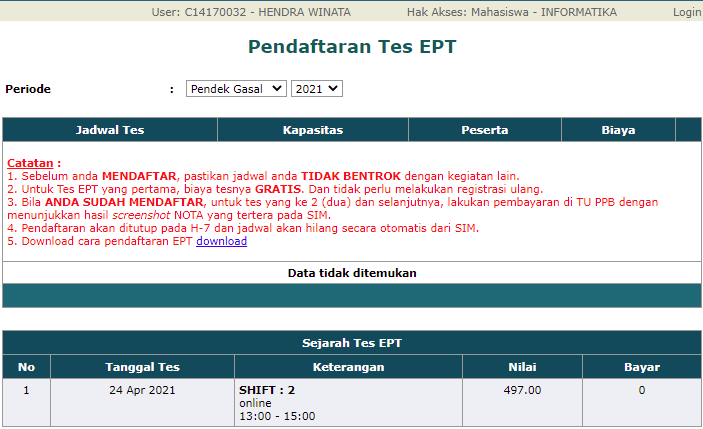 User: C14170032 - HENDRA WINATA Hak Akses: Mahasiswa - INFORMATIKA Login
Pendaftaran Tes EPT
Periode : Pendek Gasal 2021
Jadwal Tes Kapasitas Peserta Biaya
Catatan :
1. Sebelum anda MENDAFTAR, pastikan jadwal anda TIDAK BENTROK dengan kegiatan lain.
2. Untuk Tes EPT yang pertama, biaya tesnya GRATIS. Dan tidak perlu melakukan registrasi ulang.
3. Bila ANDA SUDAH MENDAFTAR, untuk tes yang ke 2 (dua) dan selanjutnya, lakukan pembayaran di TU PPB dengan
menunjukkan hasil screenshot NOTA yang tertera pada SIM.
4. Pendaftaran akan ditutup pada H-7 dan jadwal akan hilang secara otomatis dari SIM.
5. Download cara pendaftaran EPT download
Data tidak ditemukan
Sejarah Tes EPT
No Tanggal Tes Keterangan Nilai Bayar
1 24 Apr 2021 SHIFT : 2 497.00 0
online
13:00 - 15:00